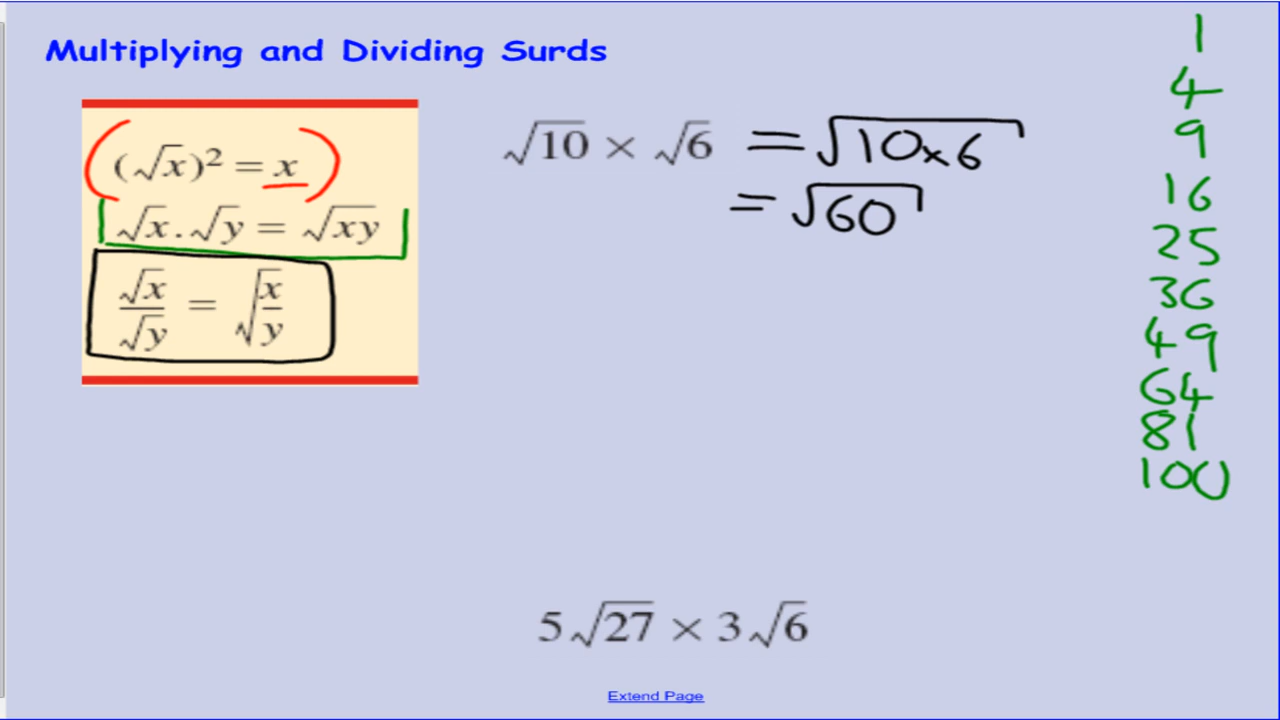 Multiplying and Dividing Surds
(√x)² = x
√x.√y = √xy
√x/√y = √(x/y)
√10 × √6 = √10×6
= √60
5√27 × 3√6
Extend Page
1
4
9
16
25
36
49
64
81
100